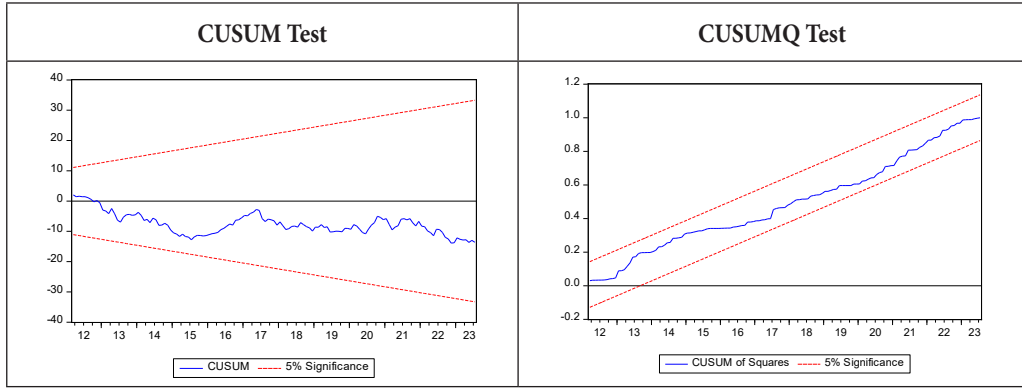 CUSUM Test
CUSUMQ Test
40
30
20
10
0
-10
-20
-30
-40
12 13 14 15 16 17 18 19 20 21 22 23
CUSUM 5% Significance
1.2
1.0
0.8
0.6
0.4
0.2
0.0
-0.2
12 13 14 15 16 17 18 19 20 21 22 23
CUSUM of Squares 5% Significance